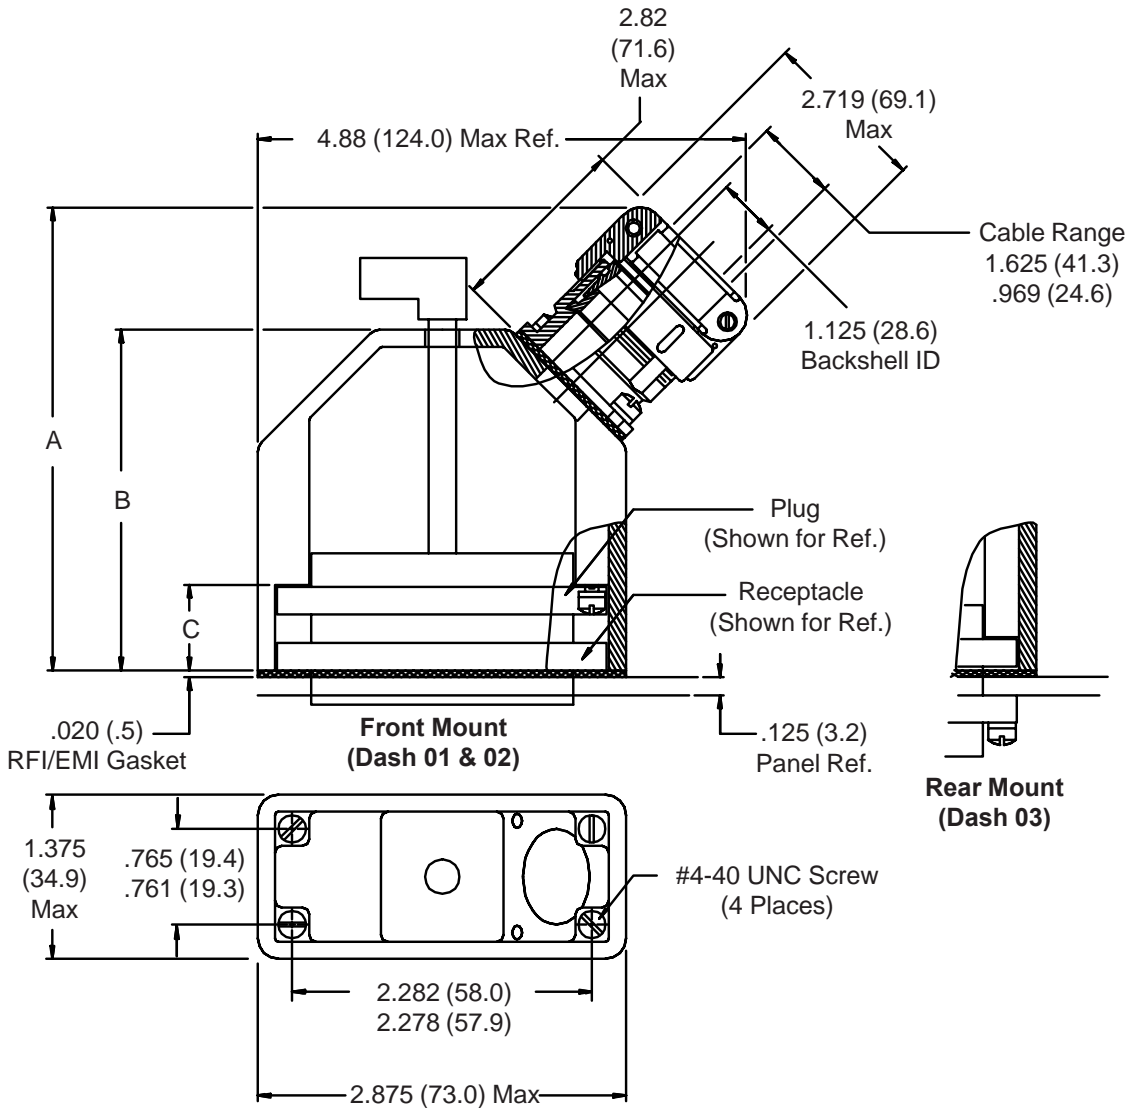 2.82
(71.6)
Max
2.719 (69.1)
Max
4.88 (124.0) Max Ref.
Cable Range
1.625 (41.3)
.969 (24.6)
1.125 (28.6)
Backshell ID
A
B
C
Plug
(Shown for Ref.)
Receptacle
(Shown for Ref.)
.020 (.5)
RFI/EMI Gasket
Front Mount
(Dash 01 & 02)
.125 (3.2)
Panel Ref.
Rear Mount
(Dash 03)
1.375
(34.9)
Max
.765 (19.4)
.761 (19.3)
#4-40 UNC Screw
(4 Places)
2.282 (58.0)
2.278 (57.9)
2.875 (73.0) Max